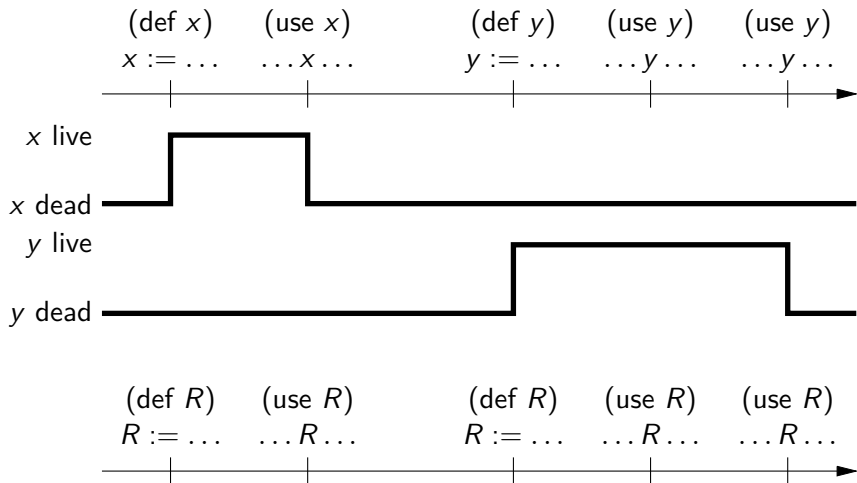 (def x) (use x) (def y) (use y) (use y)
x := ... ...x... y := ... ...y... ...y...
x live
x dead
y live
y dead
(def R) (use R) (def R) (use R) (use R)
R := ... ...R... R := ... ...R... ...R...